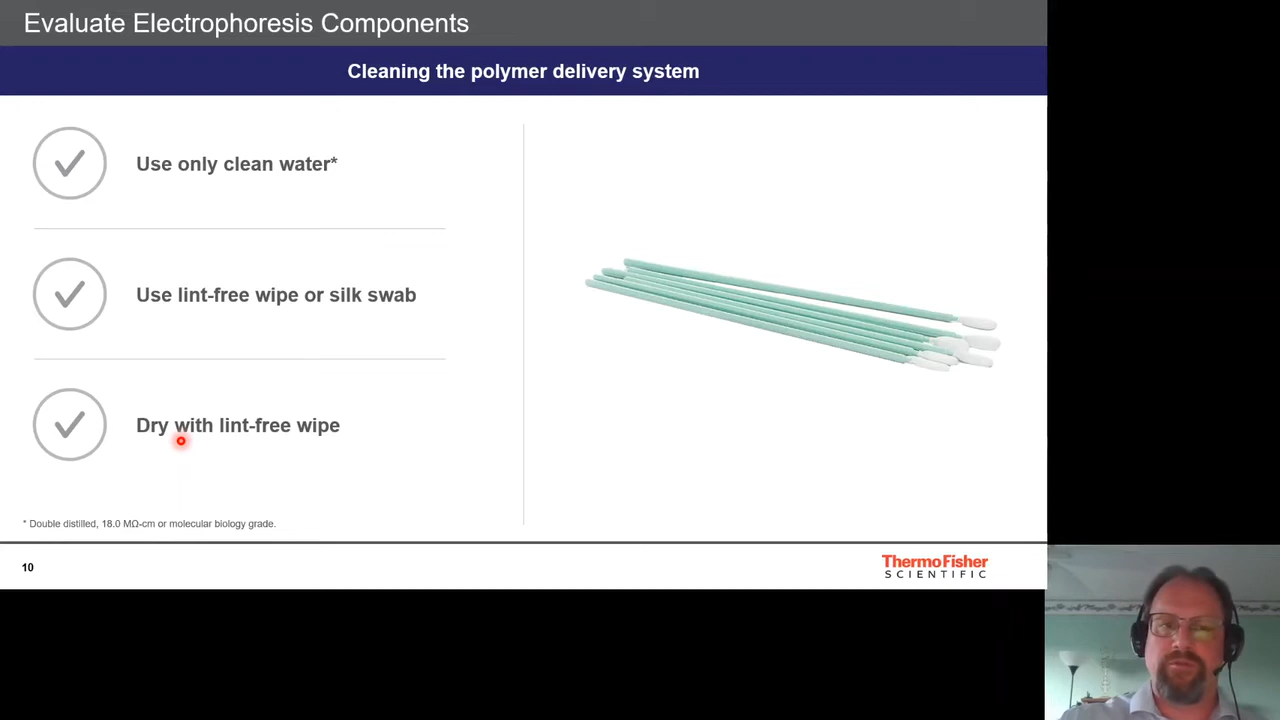 Evaluate Electrophoresis Components
Cleaning the polymer delivery system
Use only clean water*
Use lint-free wipe or silk swab
Dry with lint-free wipe
* Double distilled, 18.0 MΩ-cm or molecular biology grade.
10
ThermoFisher
SCIENTIFIC